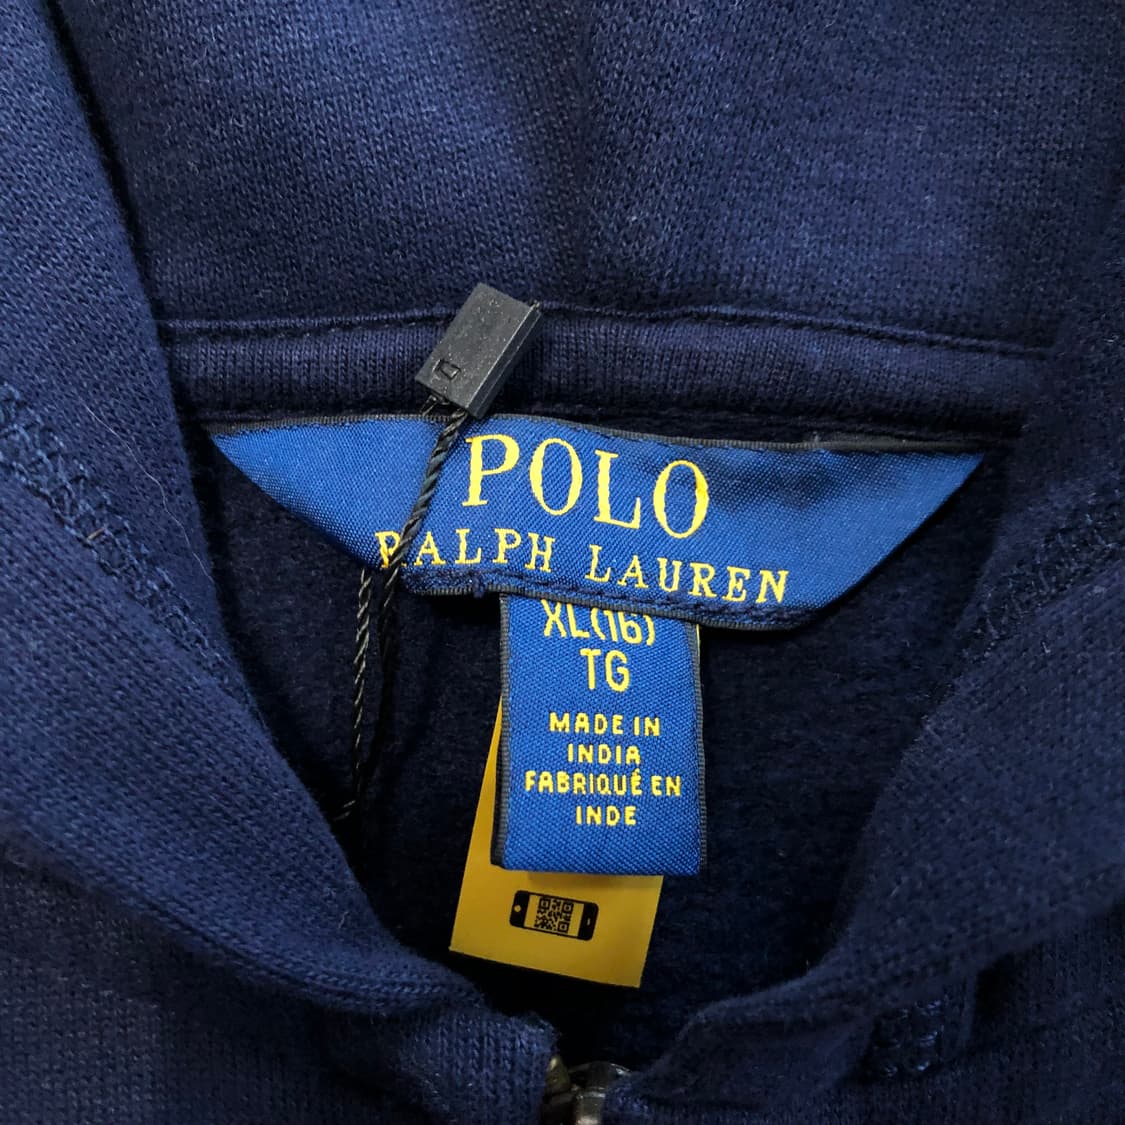 POLO
RALPH LAUREN
XL(16)
TG
MADE IN
INDIA
FABRIQUÉ EN
INDE